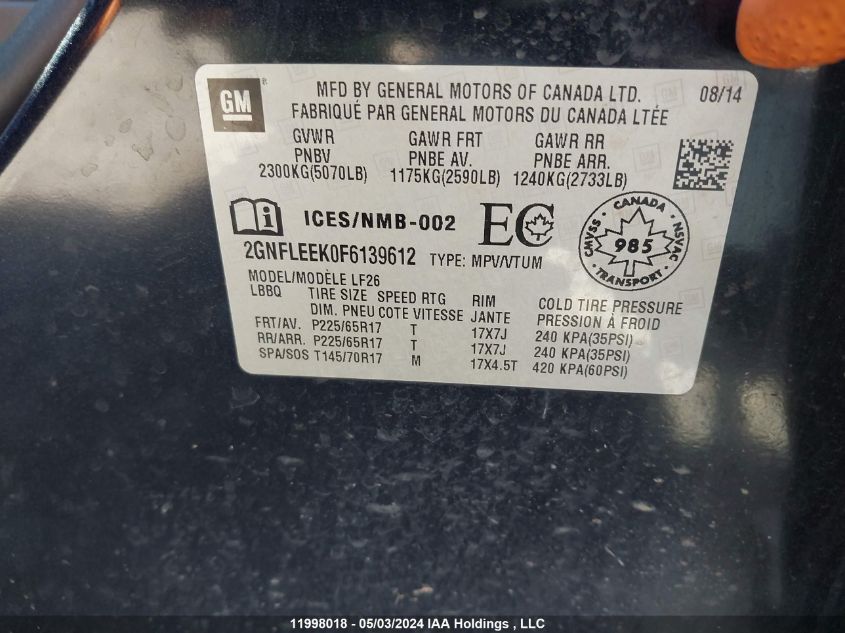 GM MFD BY GENERAL MOTORS OF CANADA LTD. 08/14
FABRIQUÉ PAR GENERAL MOTORS DU CANADA LTÉE
GVWR GAWR FRT GAWR RR
PNBV PNBE AV. PNBE ARR.
2300KG(5070LB) 1175KG(2590LB) 1240KG(2733LB)
ICES/NMB-002 EC CANADA CMVSS 985 NSVAC TRANSPORT
2GNFLEEK0F6139612 TYPE: MPV/VTUM
MODEL/MODÈLE LF26
LBBQ TIRE SIZE SPEED RTG RIM COLD TIRE PRESSURE
DIM. PNEU COTE VITESSE JANTE PRESSION À FROID
FRT/AV. P225/65R17 T 17X7J 240 KPA(35PSI)
RR/ARR. P225/65R17 T 17X7J 240 KPA(35PSI)
SPA/SOS T145/70R17 M 17X4.5T 420 KPA(60PSI)
11998018 - 05/03/2024 IAA Holdings , LLC